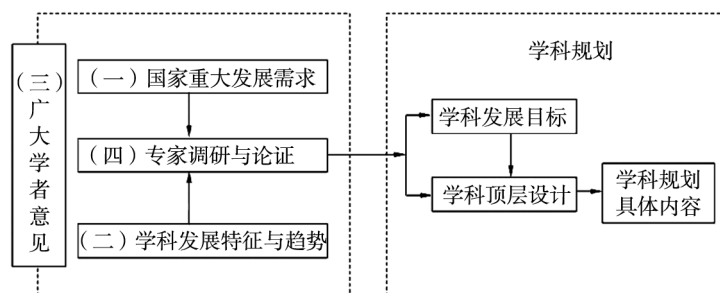 （三）广大学者意见
（一）国家重大发展需求
（四）专家调研与论证
（二）学科发展特征与趋势
学科规划
学科发展目标
学科顶层设计
学科规划
具体内容